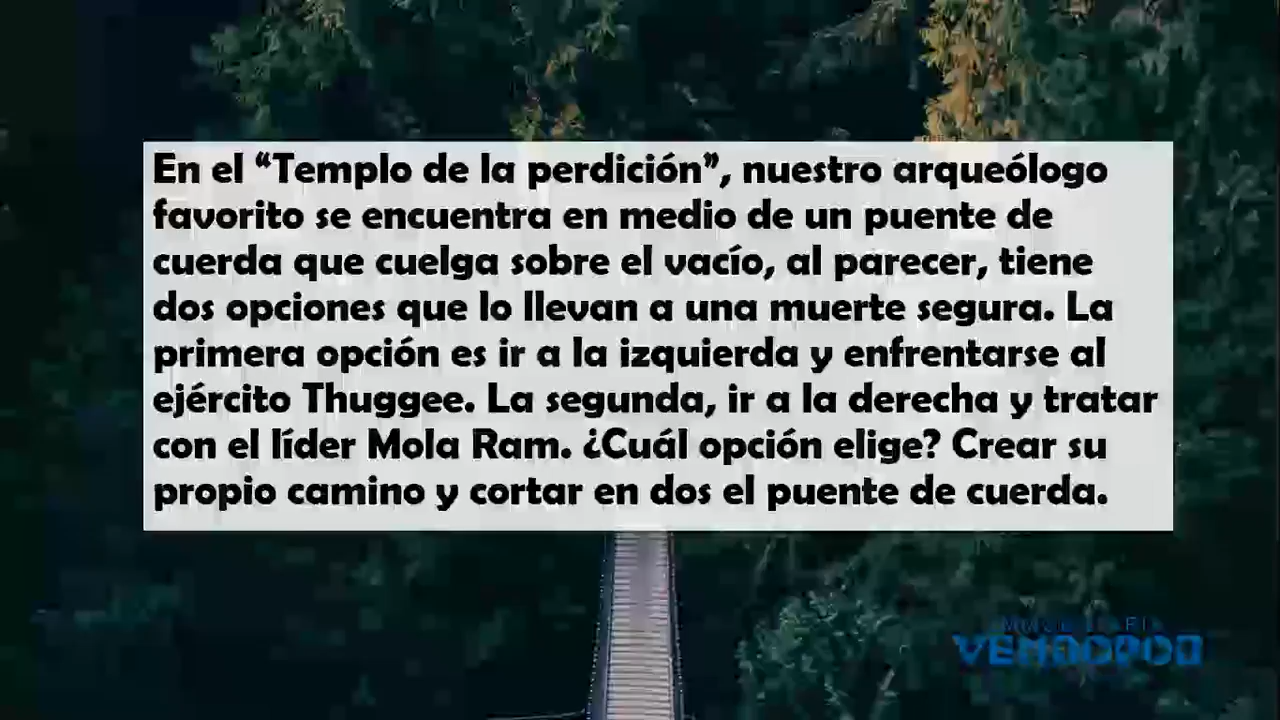 En el “Templo de la perdición”, nuestro arqueólogo
favorito se encuentra en medio de un puente de
cuerda que cuelga sobre el vacío, al parecer, tiene
dos opciones que lo llevan a una muerte segura. La
primera opción es ir a la izquierda y enfrentarse al
ejército Thuggee. La segunda, ir a la derecha y tratar
con el líder Mola Ram. ¿Cuál opción elige? Crear su
propio camino y cortar en dos el puente de cuerda.